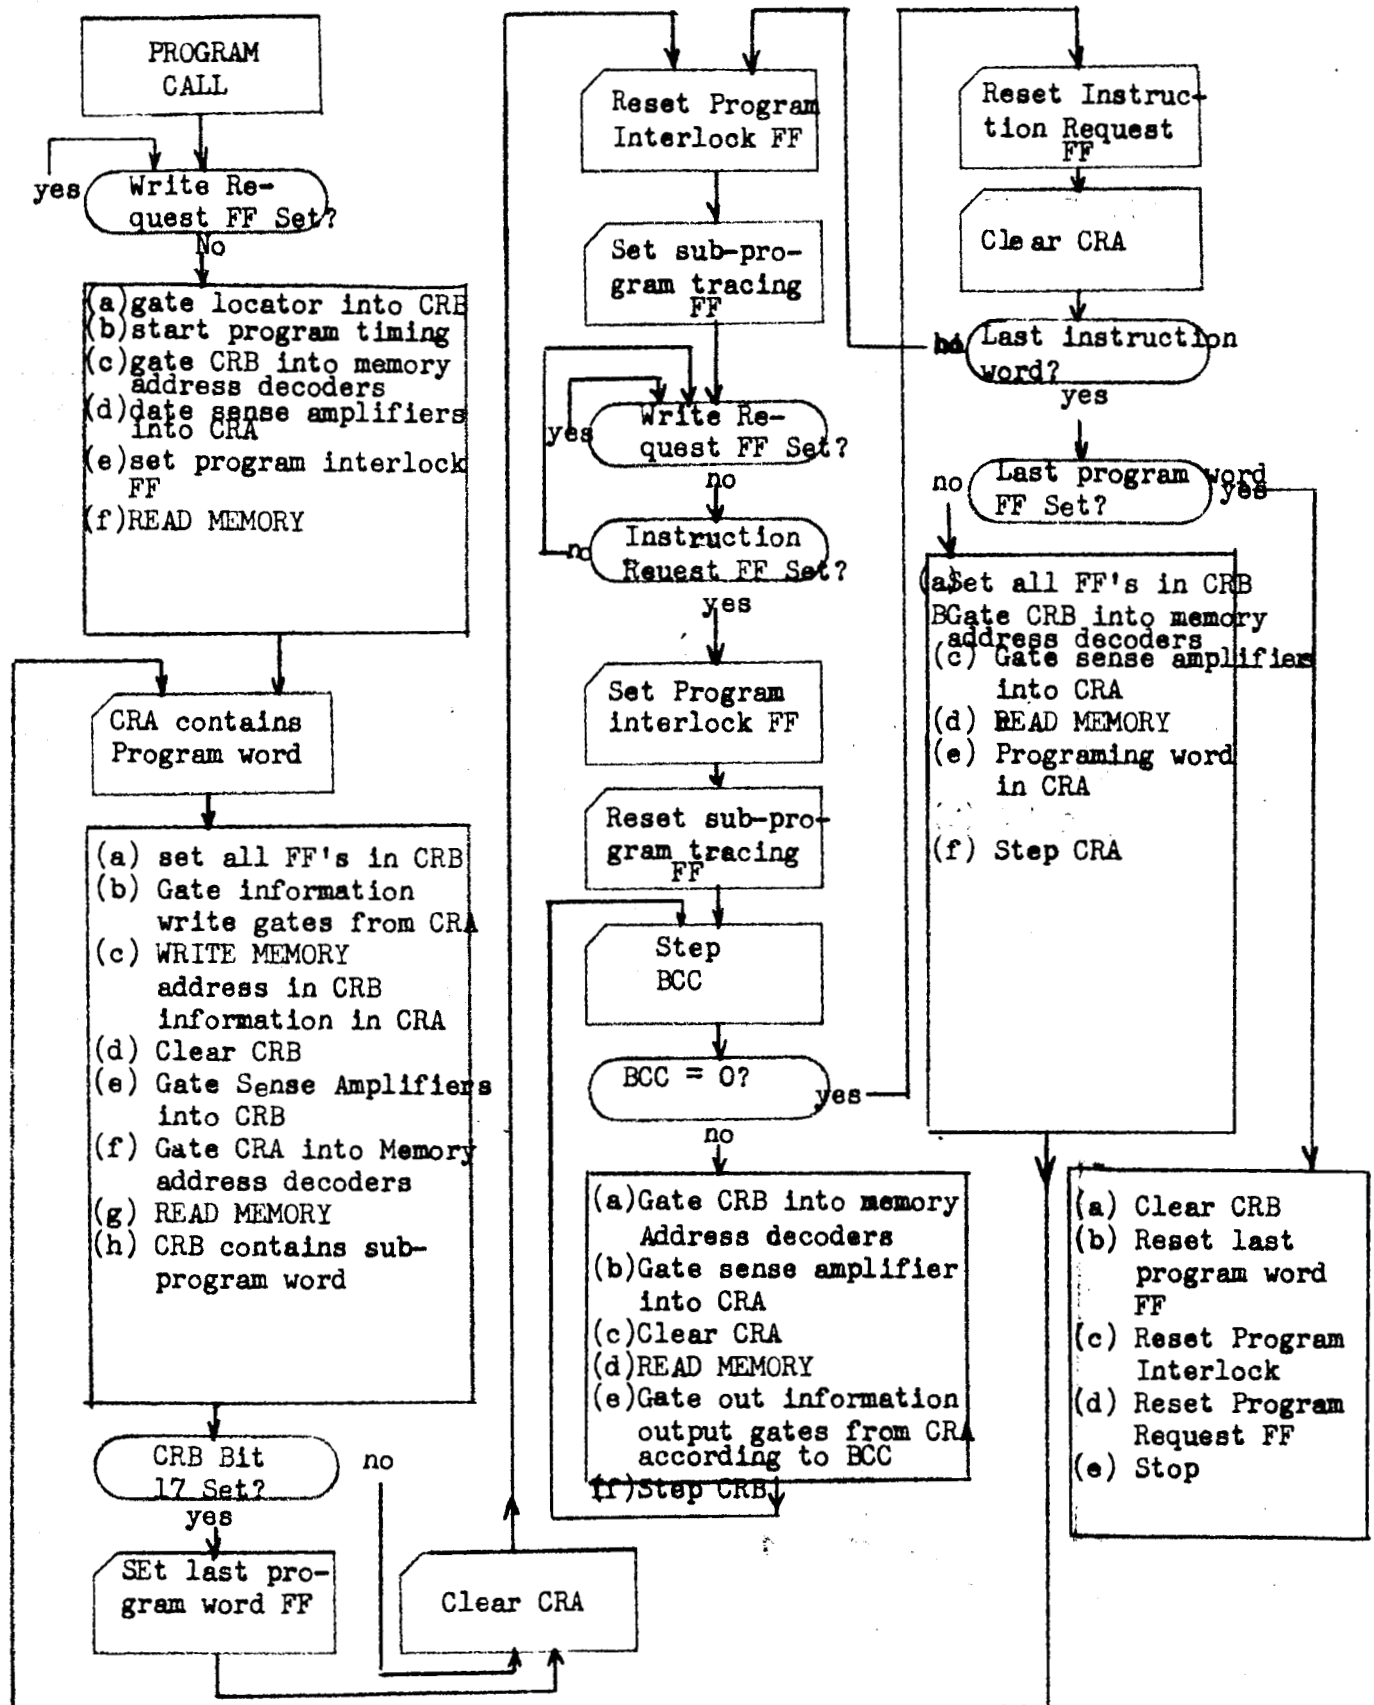 PROGRAM
CALL
yes
Write Re-
quest FF Set?
No
(a)gate locator into CRB
(b)start program timing
(c)gate CRB into memory
address decoders
(d)date sense amplifiers
into CRA
(e)set program interlock
FF
(f)READ MEMORY
CRA contains
Program word
(a) set all FF's in CRB
(b) Gate information
write gates from CRA
(c) WRITE MEMORY
address in CRB
information in CRA
(d) Clear CRB
(e) Gate Sense Amplifiers
into CRB
(f) Gate CRA into Memory
address decoders
(g) READ MEMORY
(h) CRB contains sub-
program word
CRB Bit
17 Set?
no
yes
SEt last pro-
gram word FF
Clear CRA
Reset Program
Interlock FF
Set sub-pro-
gram tracing
FF
yes
Write Re-
quest FF Set?
no
no
Instruction
Reuest FF Set?
yes
Set Program
interlock FF
Reset sub-pro-
gram tracing
FF
Step
BCC
BCC = 0?
yes
no
(a)Gate CRB into memory
Address decoders
(b)Gate sense amplifier
into CRA
(c)Clear CRA
(d)READ MEMORY
(e)Gate out information
output gates from CRA
according to BCC
(f)Step CRB
Reset Instruc-
tion Request
FF
Clear CRA
Last instruction
word?
yes
no
Last program word
FF Set?
yes
(a)Set all FF's in CRB
BGate CRB into memory
address decoders
(c) Gate sense amplifiers
into CRA
(d) READ MEMORY
(e) Programing word
in CRA
(f) Step CRA
(a) Clear CRB
(b) Reset last
program word
FF
(c) Reset Program
Interlock
(d) Reset Program
Request FF
(e) Stop